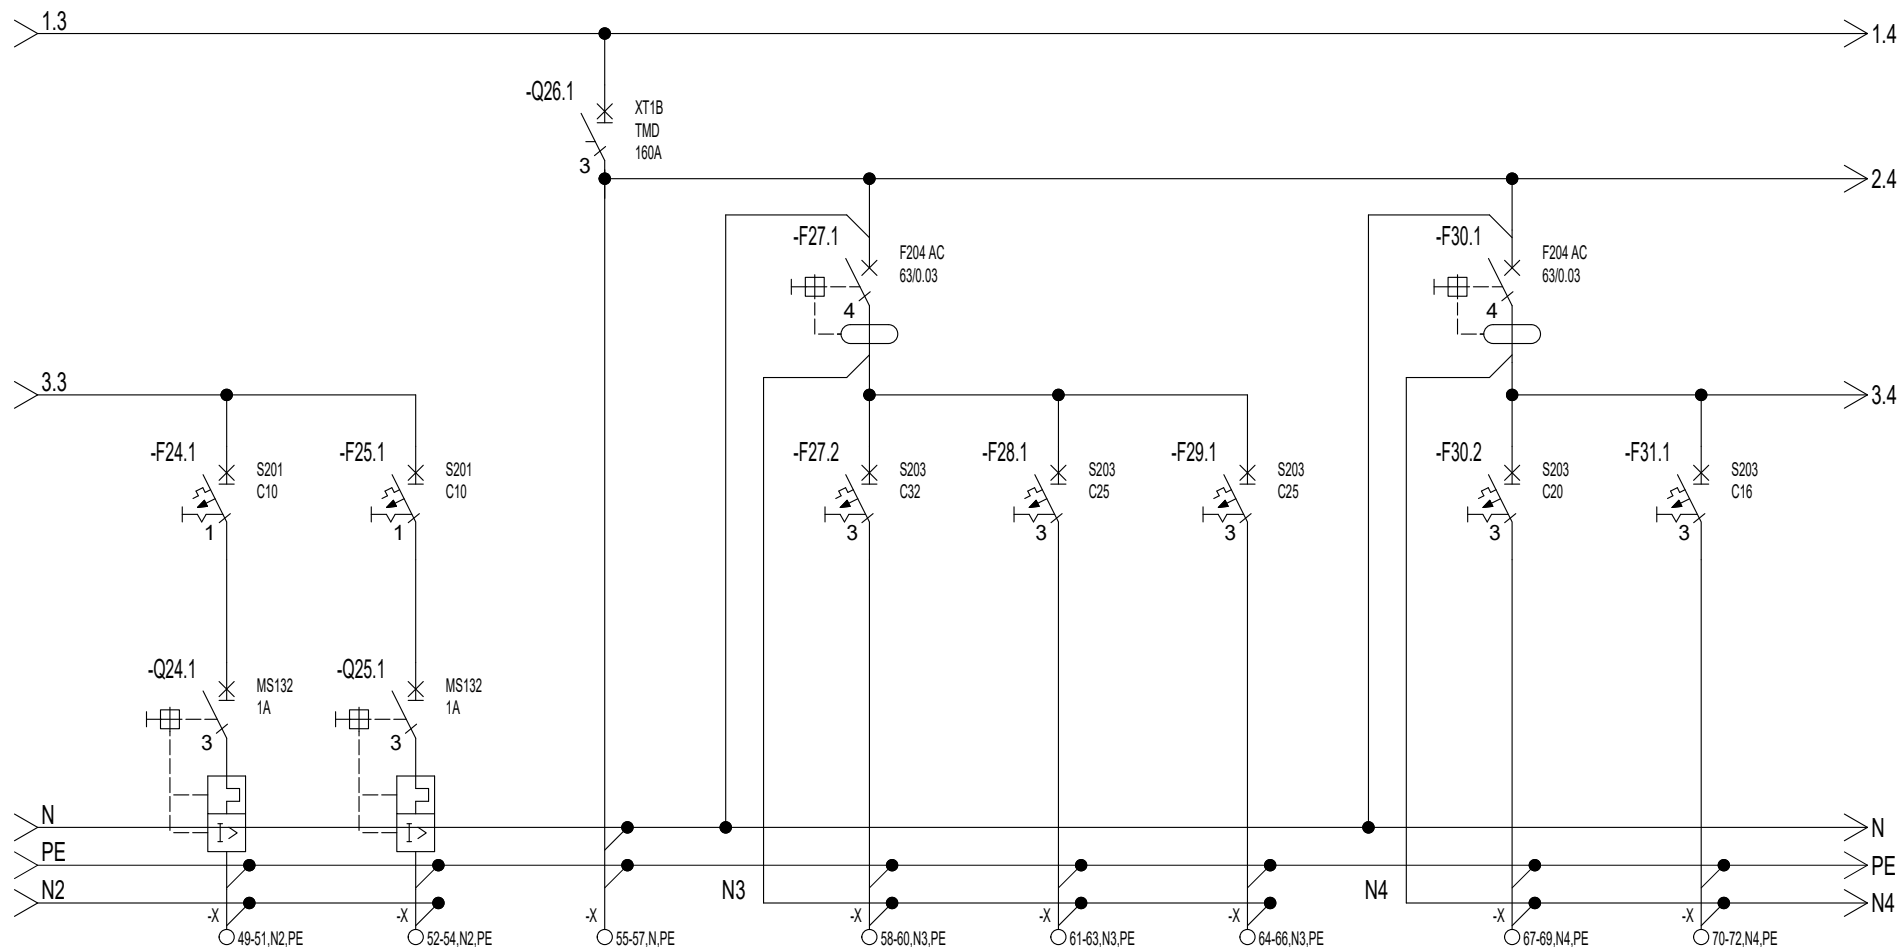 1.3
1.4
-Q26.1
XT1B
TMD
160A
3
2.4
-F27.1
F204 AC
63/0.03
4
-F30.1
F204 AC
63/0.03
4
3.3
3.4
-F24.1
S201
C10
1
-F25.1
S201
C10
1
-F27.2
S203
C32
3
-F28.1
S203
C25
3
-F29.1
S203
C25
3
-F30.2
S203
C20
3
-F31.1
S203
C16
3
-Q24.1
MS132
1A
3
-Q25.1
MS132
1A
3
I>
I>
N
N
PE
PE
N2
N3
N4
N4
-X
-X
-X
-X
-X
-X
-X
-X
49-51,N2,PE
52-54,N2,PE
55-57,N,PE
58-60,N3,PE
61-63,N3,PE
64-66,N3,PE
67-69,N4,PE
70-72,N4,PE